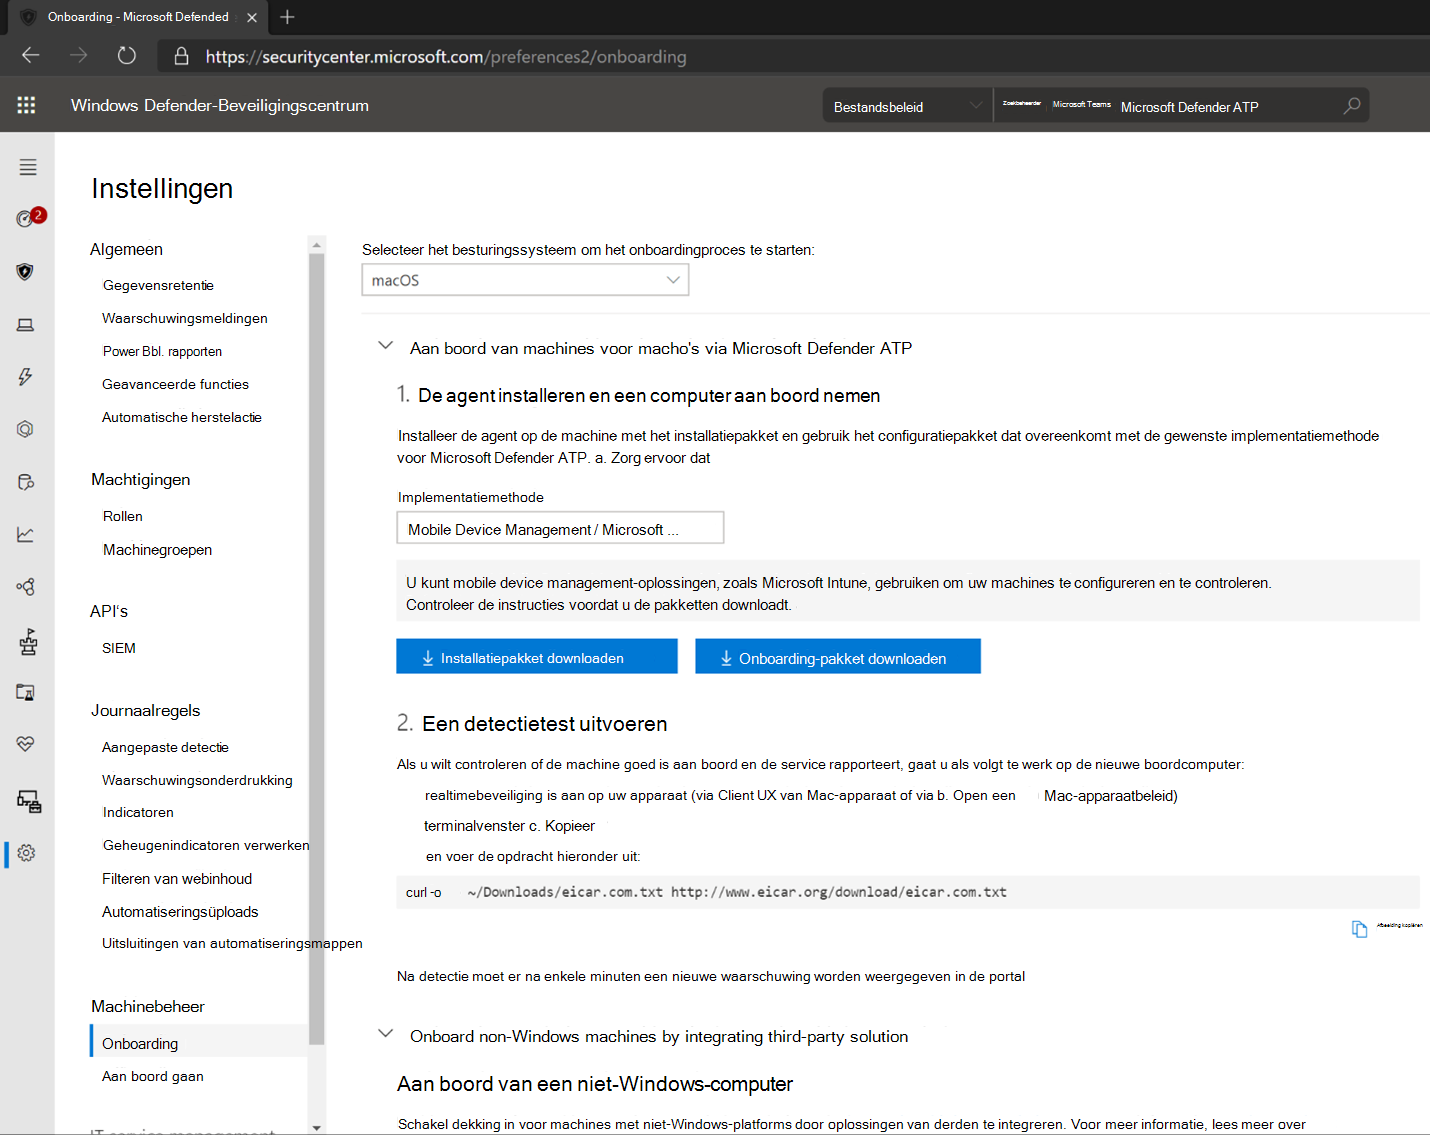 Onboarding - Microsoft Defended
https://securitycenter.microsoft.com/preferences2/onboarding
Windows Defender-Beveiligingscentrum
Bestandsbeleid
Zoekbeheerder
Microsoft Teams
Microsoft Defender ATP
2
Instellingen
Algemeen
Gegevensretentie
Waarschuwingsmeldingen
Power Bbl. rapporten
Geavanceerde functies
Automatische herstelactie
Machtigingen
Rollen
Machinegroepen
API's
SIEM
Journaalregels
Aangepaste detectie
Waarschuwingsonderdrukking
Indicatoren
Geheugenindicatoren verwerken
Filteren van webinhoud
Automatiseringsüploads
Uitsluitingen van automatiseringsmappen
Machinebeheer
Onboarding
Aan boord gaan
IT service management
Selecteer het besturingssysteem om het onboardingproces te starten:
macOS
Aan boord van machines voor macho's via Microsoft Defender ATP
1. De agent installeren en een computer aan boord nemen
Installeer de agent op de machine met het installatiepakket en gebruik het configuratiepakket dat overeenkomt met de gewenste implementatiemethode
voor Microsoft Defender ATP. a. Zorg ervoor dat
Implementatiemethode
Mobile Device Management / Microsoft ...
U kunt mobile device management-oplossingen, zoals Microsoft Intune, gebruiken om uw machines te configureren en te controleren.
Controleer de instructies voordat u de pakketten downloadt.
Installatiepakket downloaden
Onboarding-pakket downloaden
2. Een detectietest uitvoeren
Als u wilt controleren of de machine goed is aan boord en de service rapporteert, gaat u als volgt te werk op de nieuwe boordcomputer:
realtimebeveiliging is aan op uw apparaat (via Client UX van Mac-apparaat of via b. Open een Mac-apparaatbeleid)
terminalvenster c. Kopieer
en voer de opdracht hieronder uit:
curl -o ~/Downloads/eicar.com.txt http://www.eicar.org/download/eicar.com.txt
Afbeelding kopiëren
Na detectie moet er na enkele minuten een nieuwe waarschuwing worden weergegeven in de portal
Onboard non-Windows machines by integrating third-party solution
Aan boord van een niet-Windows-computer
Schakel dekking in voor machines met niet-Windows-platforms door oplossingen van derden te integreren. Voor meer informatie, lees meer over